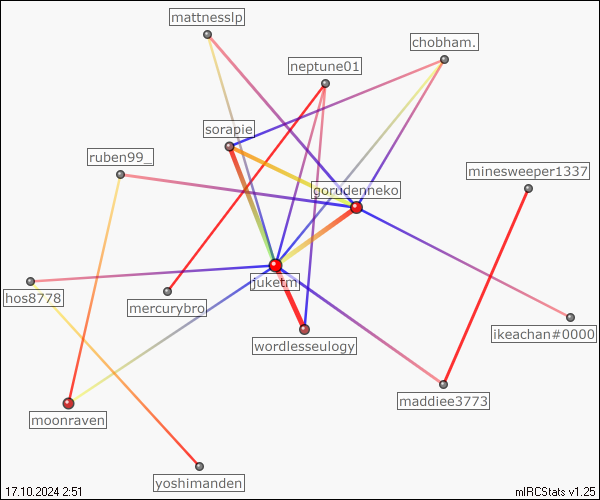 mattnesslp
chobham.
neptune01
sorapie
ruben99_
minesweeper1337
gorudenneko
juketm
hos8778
mercurybro
ikeachan#0000
wordlesseulogy
maddiee3773
moonraven
yoshimanden
17.10.2024 2:51
mIRCStats v1.25